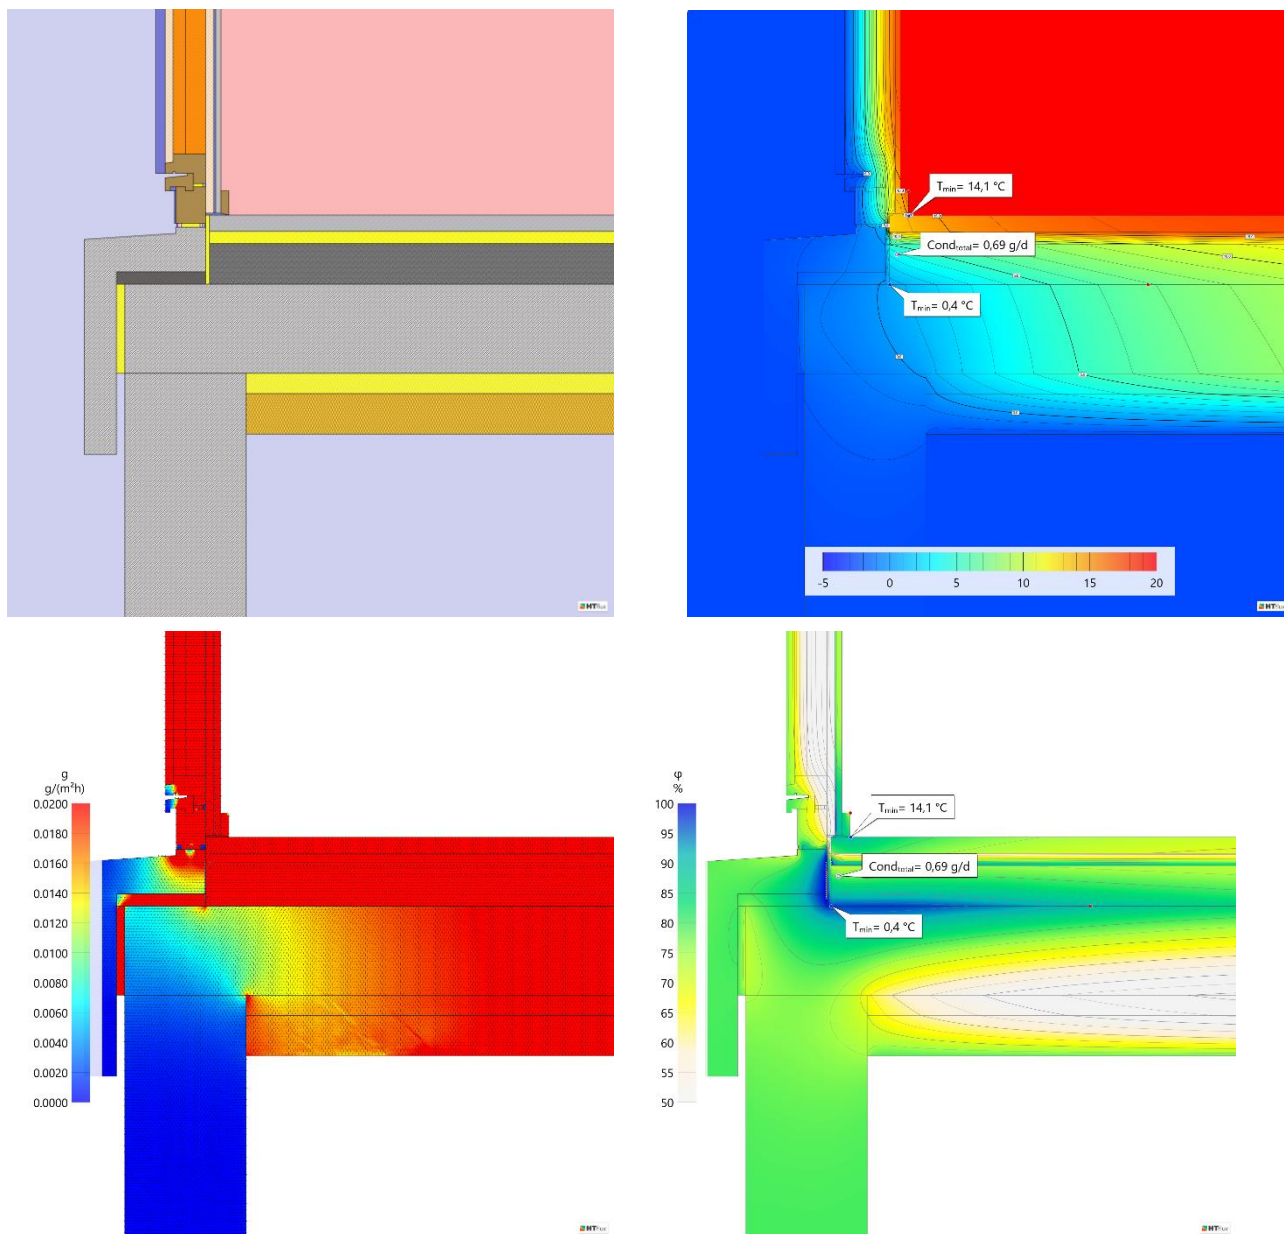 HTflux
Tmin= 14,1 °C
Condtotal= 0,69 g/d
Tmin= 0,4 °C
-5 0 5 10 15 20
HTflux
g
g/(m²h)
0.0200
0.0180
0.0160
0.0140
0.0120
0.0100
0.0080
0.0060
0.0040
0.0020
0.0000
HTflux
φ
%
100
95
90
85
80
75
70
65
60
55
50
Tmin= 14,1 °C
Condtotal= 0,69 g/d
Tmin= 0,4 °C
HTflux